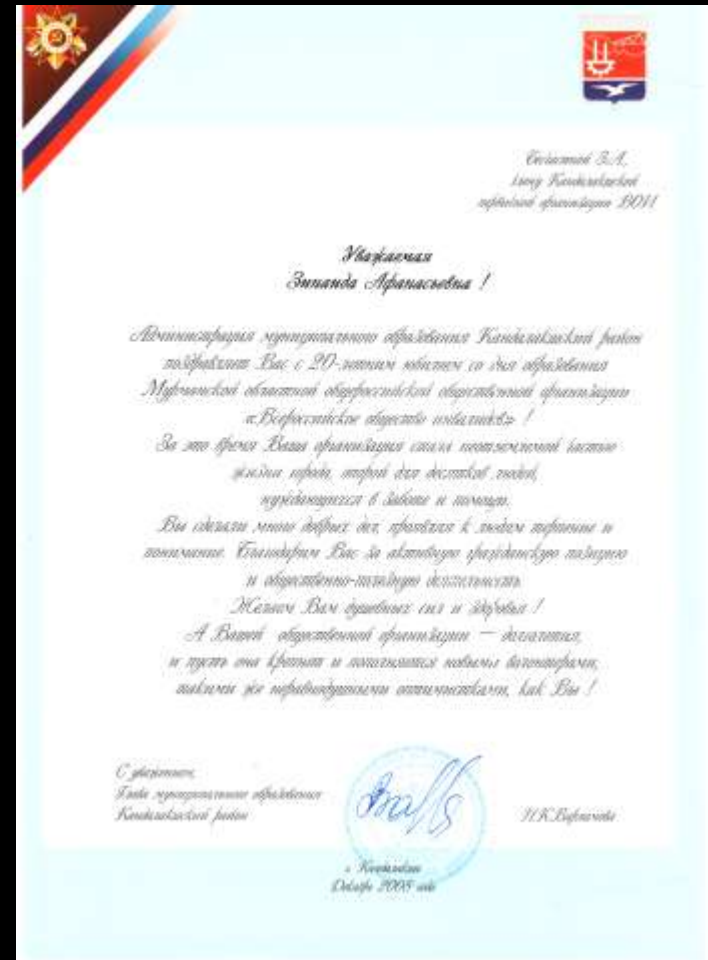 З.А.,
члену Кандалакшской
первичной организации ВОИ
Уважаемая
Зинаида Афанасьевна !
Администрация муниципального образования Кандалакшский район
поздравляет Вас с 20-летним юбилеем со дня образования
Мурманской областной общероссийской общественной организации
«Всероссийское общество инвалидов» !
За это время Ваша организация стала неотъемлемой частью
жизни города, опорой для десятков людей,
нуждающихся в заботе и помощи.
Вы сделали много добрых дел, проявляя к людям терпение и
понимание. Благодарим Вас за активную гражданскую позицию
и общественно-полезную деятельность.
Желаем Вам душевных сил и здоровья !
А Вашей общественной организации — долголетия,
и пусть она крепнет и пополняется новыми волонтерами,
такими же неравнодушными оптимистками, как Вы !
С уважением,
Глава муниципального образования
Кандалакшский район
г. Кандалакша
Декабрь 2008 года